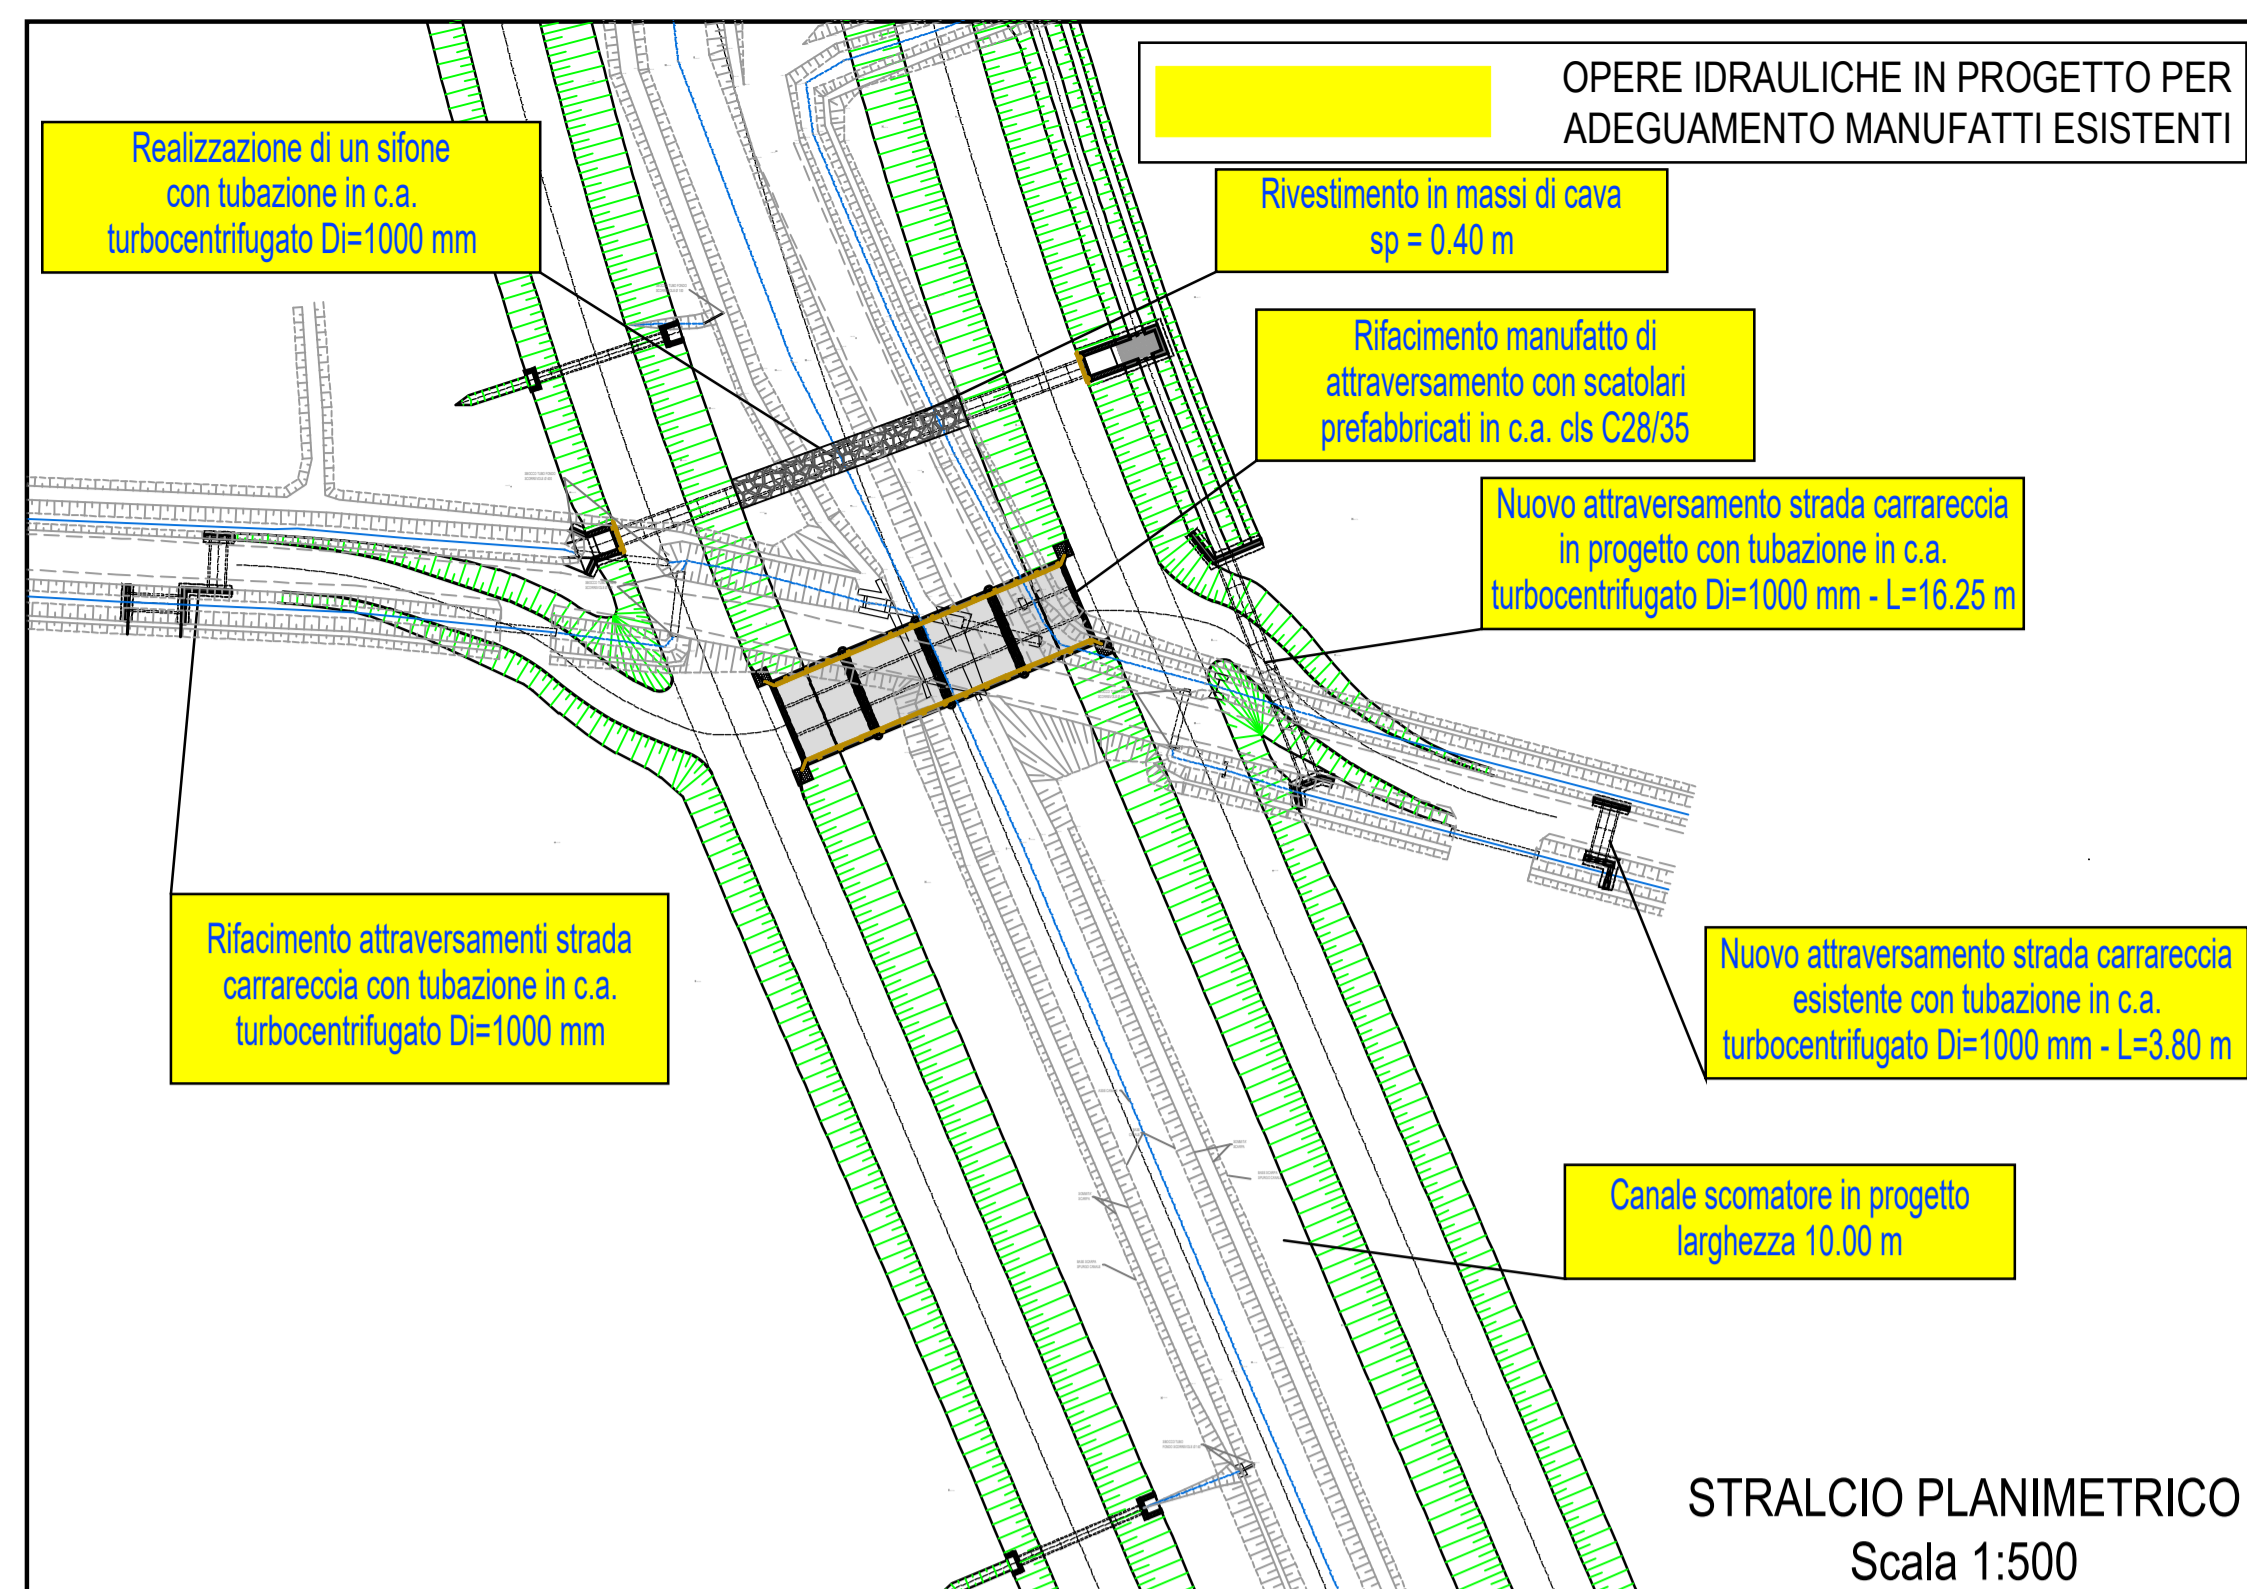 OPERE IDRAULICHE IN PROGETTO PER
ADEGUAMENTO MANUFATTI ESISTENTI
Realizzazione di un sifone
con tubazione in c.a.
turbocentrifugato Di=1000 mm
Rivestimento in massi di cava
sp = 0.40 m
Rifacimento manufatto di
attraversamento con scatolari
prefabbricati in c.a. cls C28/35
Nuovo attraversamento strada carrareccia
in progetto con tubazione in c.a.
turbocentrifugato Di=1000 mm - L=16.25 m
Rifacimento attraversamenti strada
carrareccia con tubazione in c.a.
turbocentrifugato Di=1000 mm
Nuovo attraversamento strada carrareccia
esistente con tubazione in c.a.
turbocentrifugato Di=1000 mm - L=3.80 m
Canale scomatore in progetto
larghezza 10.00 m
STRALCIO PLANIMETRICO
Scala 1:500